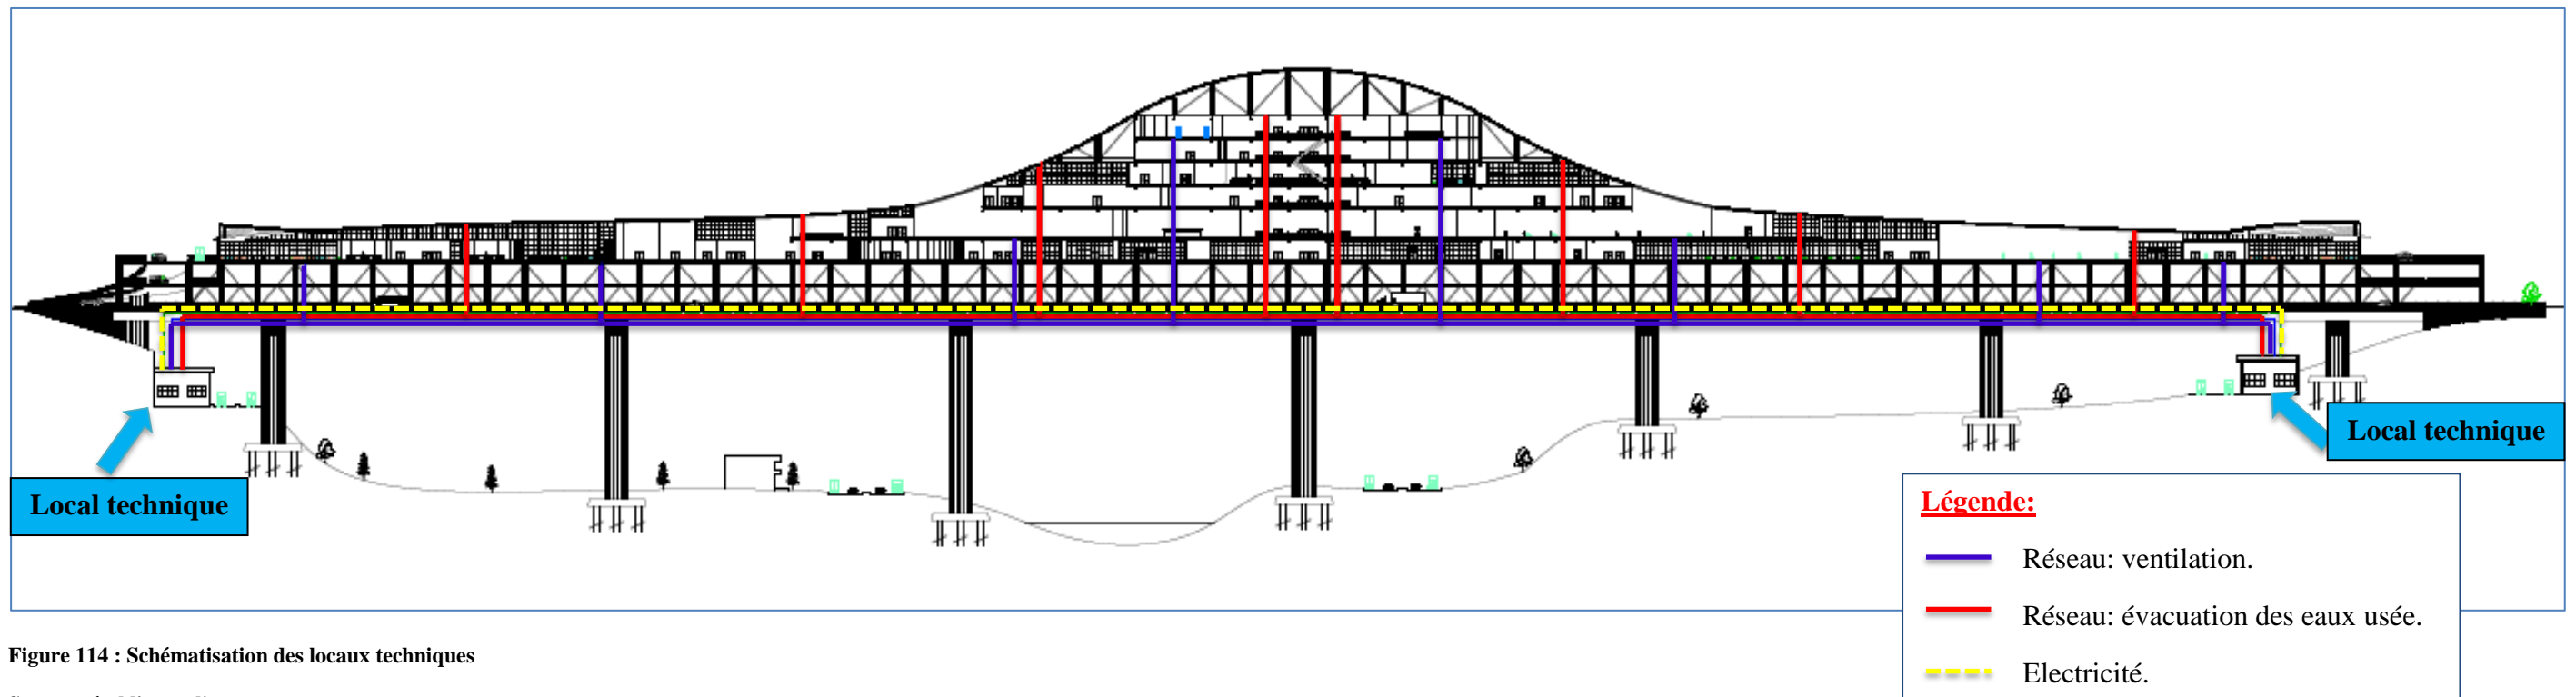 Local technique
Local technique
Légende:
Réseau: ventilation.
Réseau: évacuation des eaux usée.
Electricité.
Figure 114 : Schématisation des locaux techniques